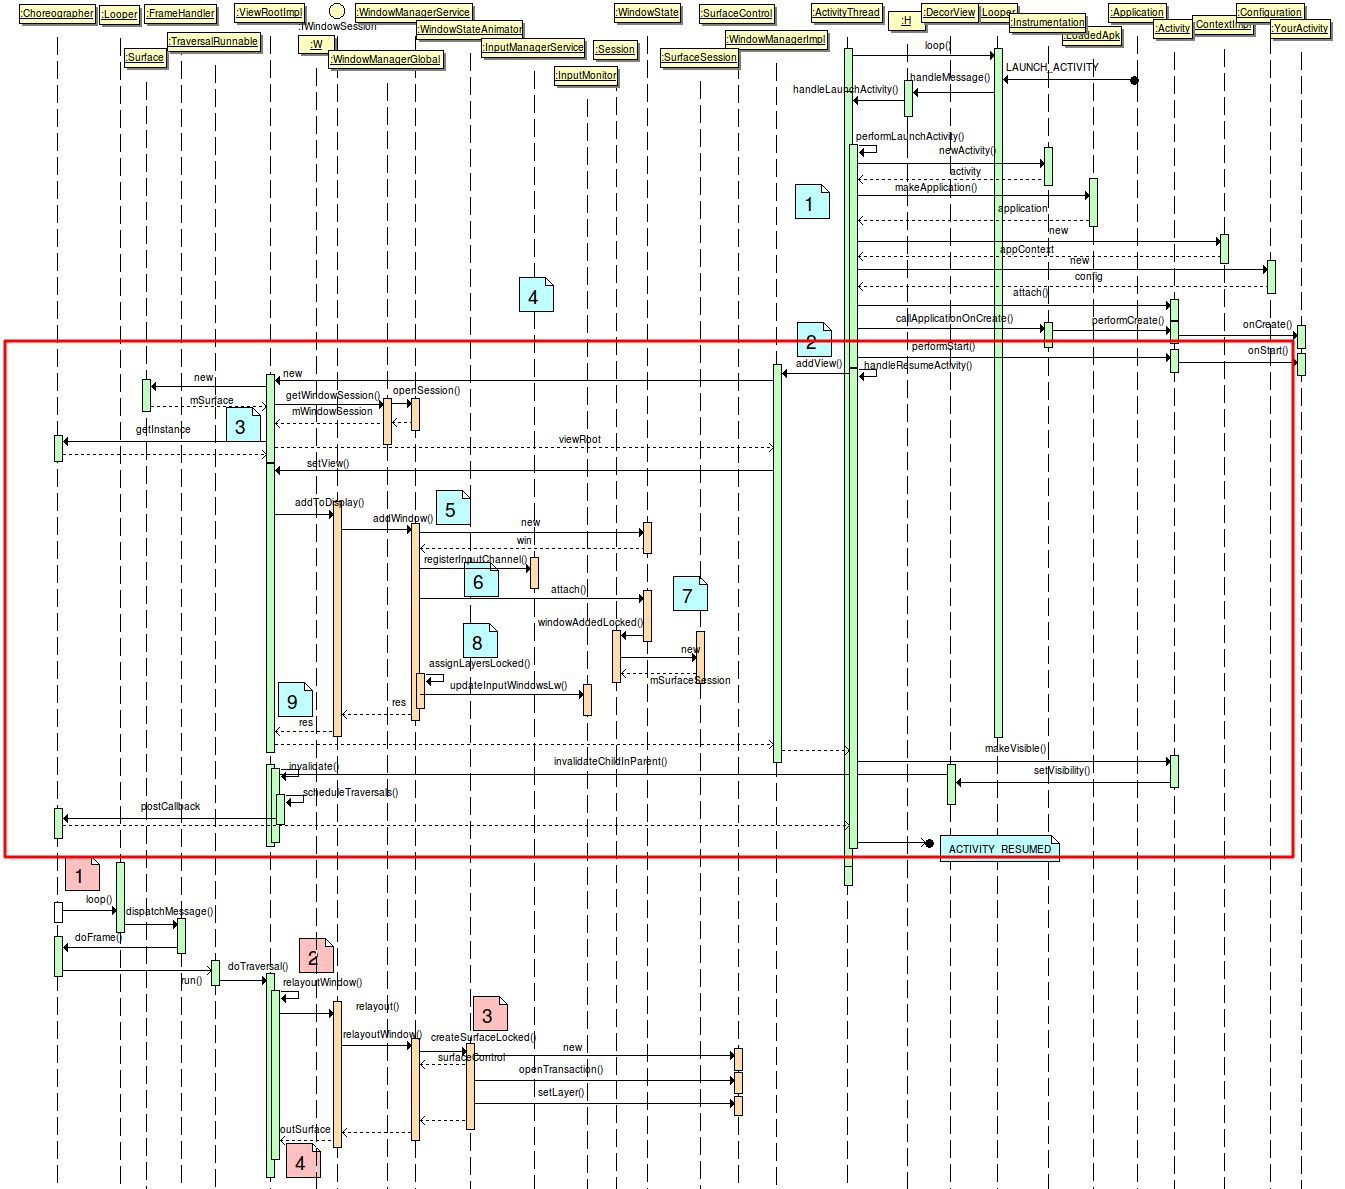 :Choreographer
:Looper
:FrameHandler
:ViewRootImpl
:IWindowSession
:WindowManagerService
:WindowStateAnimator
:WindowState
:SurfaceControl
:ActivityThread
:H
:DecorView
Looper
:Instrumentation
:LoadedApk
:Application
:Activity
ContextImpl
:Configuration
:YourActivity
:Surface
:TraversalRunnable
:W
:WindowManagerGlobal
:InputManagerService
:Session
:InputMonitor
:SurfaceSession
:WindowManagerImpl
loop()
LAUNCH_ACTIVITY
handleMessage()
handleLaunchActivity()
performLaunchActivity()
newActivity()
activity
makeApplication()
1
application
new
appContext
new
config
4
attach()
callApplicationOnCreate()
performCreate()
onCreate()
2
performStart()
onStart()
addView()
handleResumeActivity()
new
new
getWindowSession()
openSession()
mSurface
mWindowSession
3
getInstance
viewRoot
setView()
addToDisplay()
5
addWindow()
new
win
registerInputChannel()
6
attach()
7
windowAddedLocked()
8
new
assignLayersLocked()
mSurfaceSession
updateInputWindowsLw()
9
res
res
makeVisible()
invalidate()
invalidateChildInParent()
setVisibility()
scheduleTraversals()
postCallback
ACTIVITY_RESUMED
1
loop()
dispatchMessage()
doFrame()
2
doTraversal()
run()
relayoutWindow()
relayout()
3
relayoutWindow()
createSurfaceLocked()
new
surfaceControl
openTransaction()
setLayer()
outSurface
4